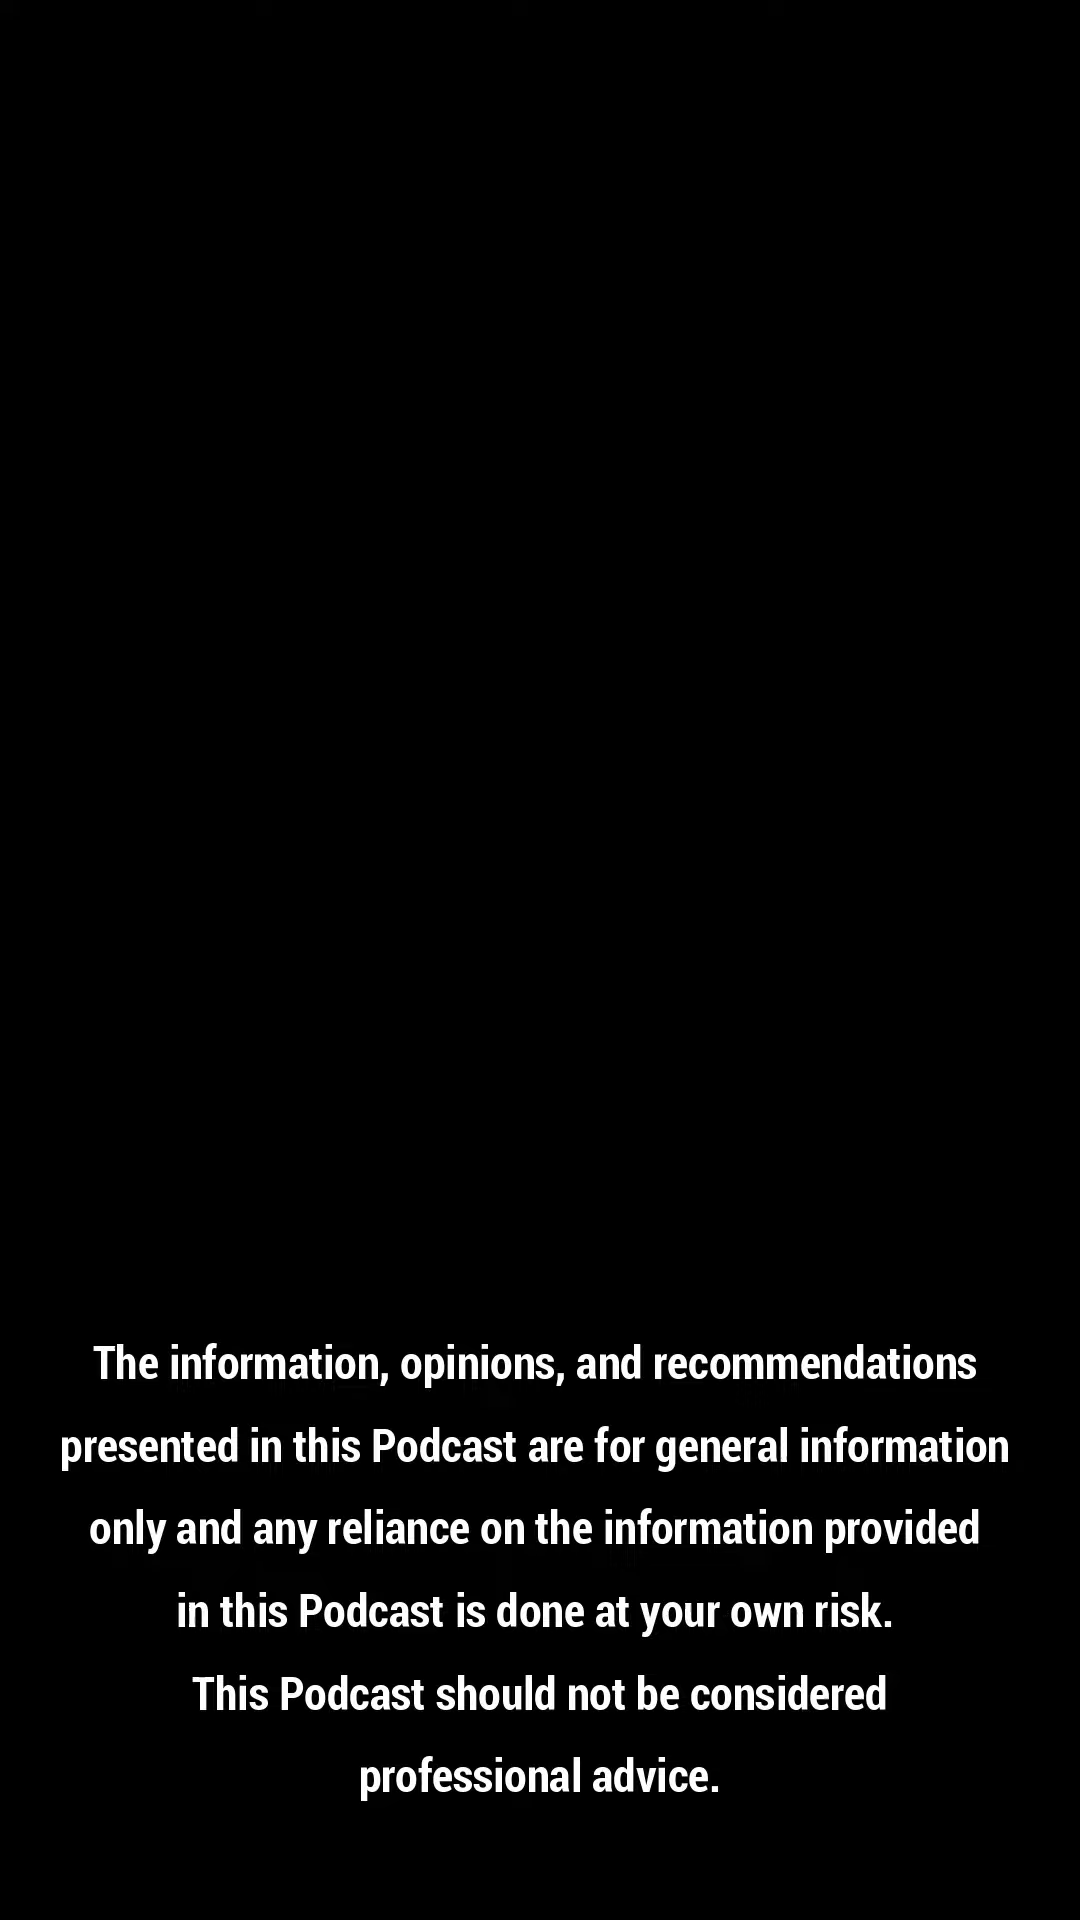 The information, opinions, and recommendations
presented in this Podcast are for general information
only and any reliance on the information provided
in this Podcast is done at your own risk.
This Podcast should not be considered
professional advice.